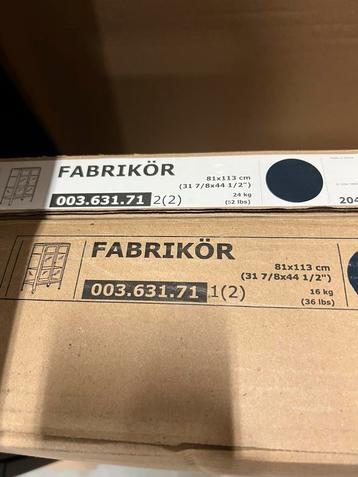 FABRIKÖR
81x113 cm
(31 7/8x44 1/2")
24 kg
(52 lbs)
003.631.71 2(2)
204
FABRIKÖR
81x113 cm
(31 7/8x44 1/2")
16 kg
(36 lbs)
003.631.71 1(2)